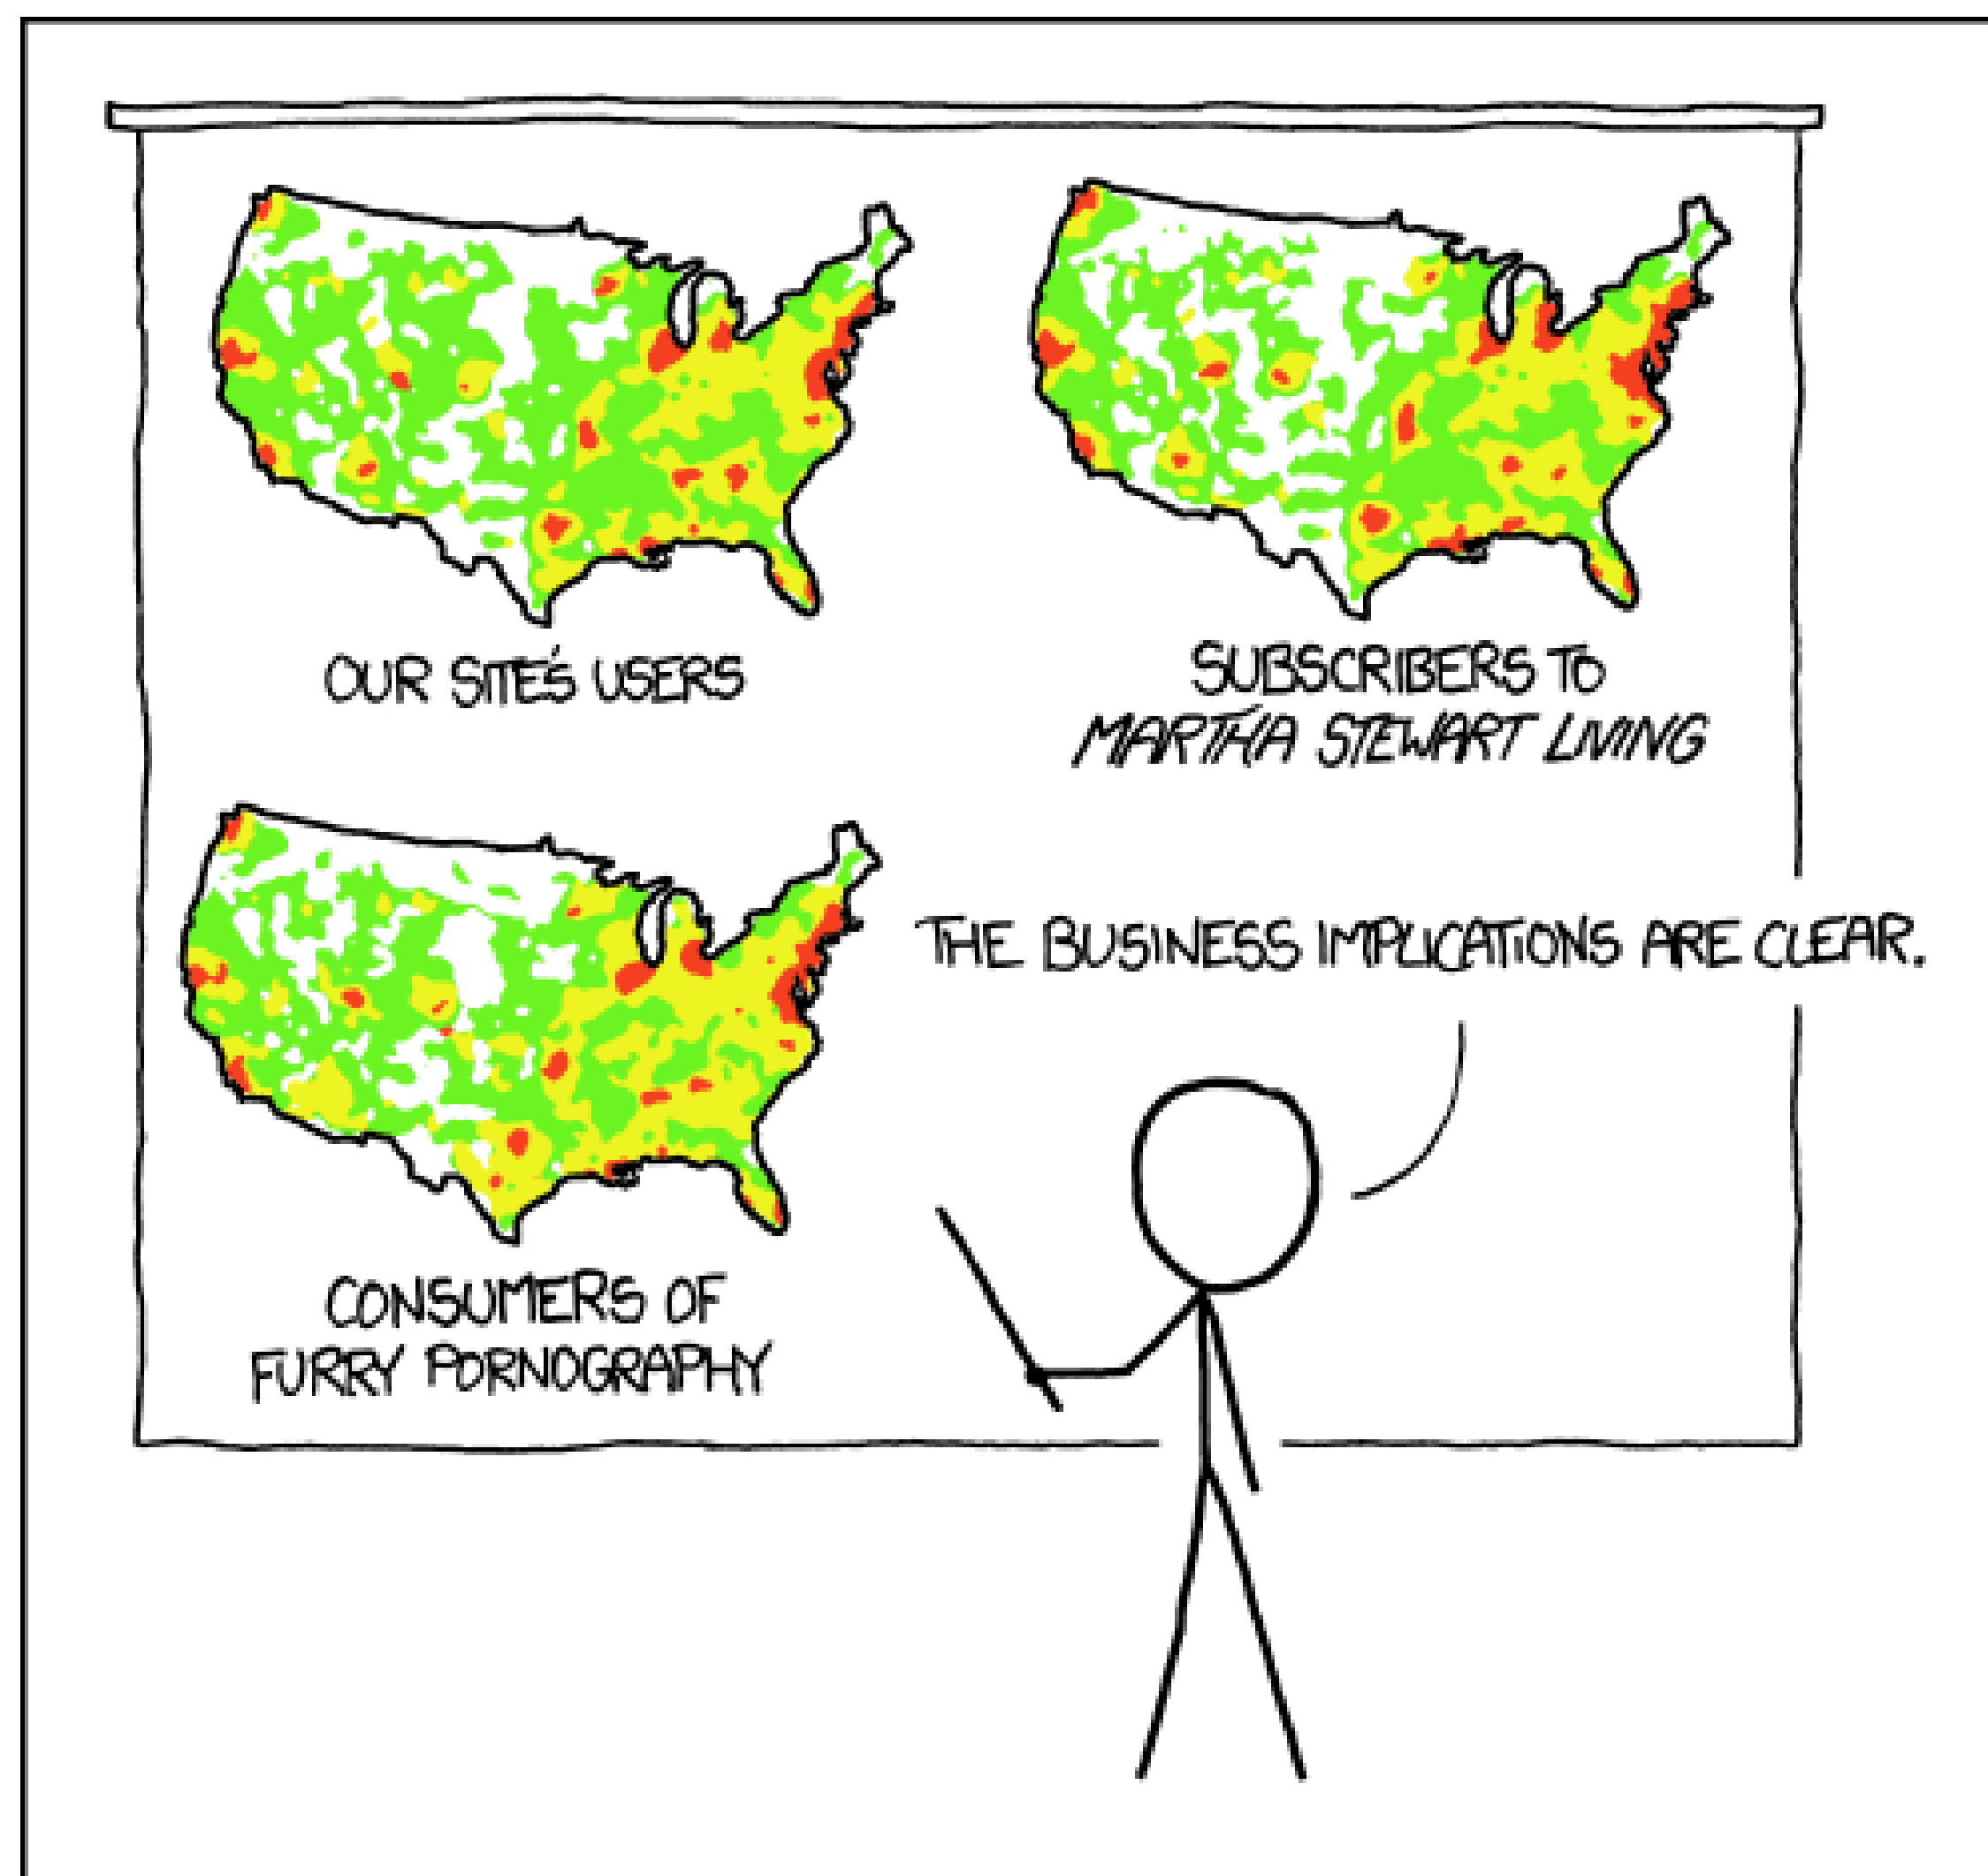 OUR SITE'S USERS
SUBSCRIBERS TO
MARTHA STEWART LIVING
CONSUMERS OF
FURRY PORNOGRAPHY
THE BUSINESS IMPLICATIONS ARE CLEAR.